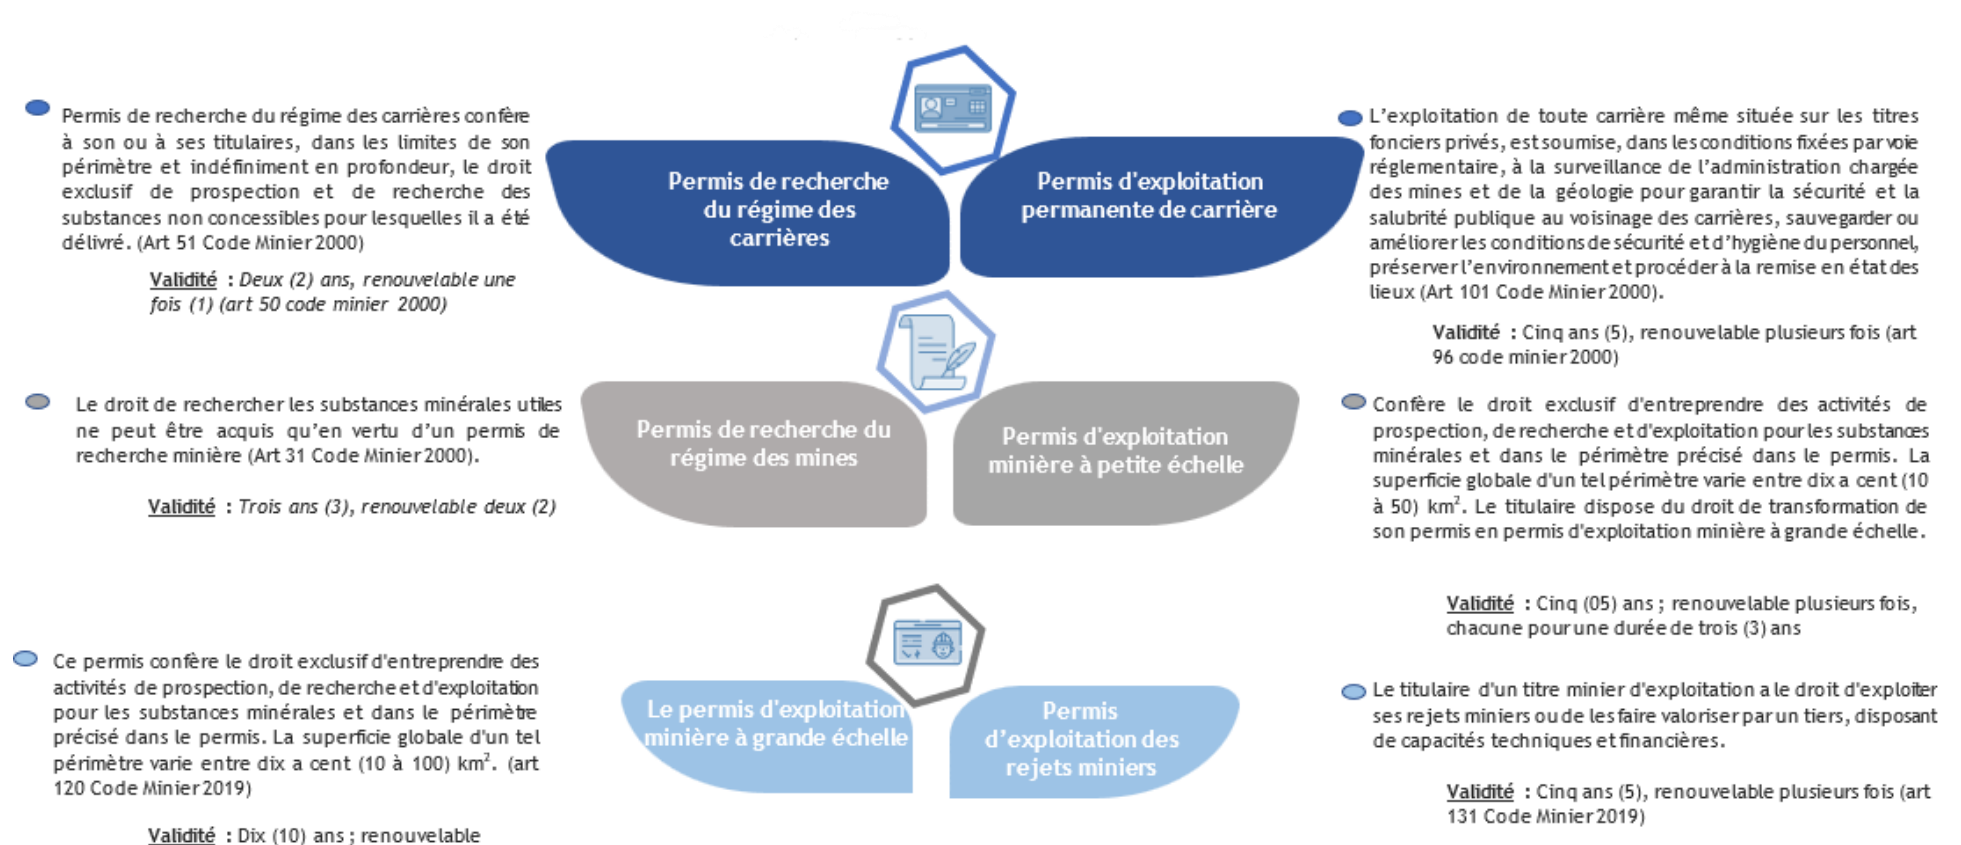 Permis de recherche du régime des carrières confère
à son ou à ses titulaires, dans les limites de son
périmètre et indéfiniment en profondeur, le droit
exclusif de prospection et de recherche des
substances non concessibles pour lesquelles il a été
délivré. (Art 51 Code Minier 2000)
Validité : Deux (2) ans, renouvelable une
fois (1) (art 50 code minier 2000)
Permis de recherche
du régime des
carrières
Permis d'exploitation
permanente de carrière
L’exploitation de toute carrière même située sur les titres
fonciers privés, est soumise, dans les conditions fixées par voie
réglementaire, à la surveillance de l’administration chargée
des mines et de la géologie pour garantir la sécurité et la
salubrité publique au voisinage des carrières, sauvegarder ou
améliorer les conditions de sécurité et d’hygiène du personnel,
préserver l’environnement et procéder à la remise en état des
lieux (Art 101 Code Minier 2000).
Validité : Cinq ans (5), renouvelable plusieurs fois (art
96 code minier 2000)
Le droit de rechercher les substances minérales utiles
ne peut être acquis qu’en vertu d’un permis de
recherche minière (Art 31 Code Minier 2000).
Validité : Trois ans (3), renouvelable deux (2)
Permis de recherche du
régime des mines
Permis d'exploitation
minière à petite échelle
Confère le droit exclusif d'entreprendre des activités de
prospection, de recherche et d'exploitation pour les substances
minérales et dans le périmètre précisé dans le permis. La
superficie globale d'un tel périmètre varie entre dix a cent (10
à 50) km². Le titulaire dispose du droit de transformation de
son permis en permis d'exploitation minière à grande échelle.
Validité : Cinq (05) ans ; renouvelable plusieurs fois,
chacune pour une durée de trois (3) ans
Ce permis confère le droit exclusif d'entreprendre des
activités de prospection, de recherche et d'exploitation
pour les substances minérales et dans le périmètre
précisé dans le permis. La superficie globale d'un tel
périmètre varie entre dix a cent (10 à 100) km². (art
120 Code Minier 2019)
Validité : Dix (10) ans ; renouvelable
Le permis d'exploitation
minière à grande échelle
Permis
d’exploitation des
rejets miniers
Le titulaire d'un titre minier d'exploitation a le droit d'exploiter
ses rejets miniers ou de les faire valoriser par un tiers, disposant
de capacités techniques et financières.
Validité : Cinq ans (5), renouvelable plusieurs fois (art
131 Code Minier 2019)